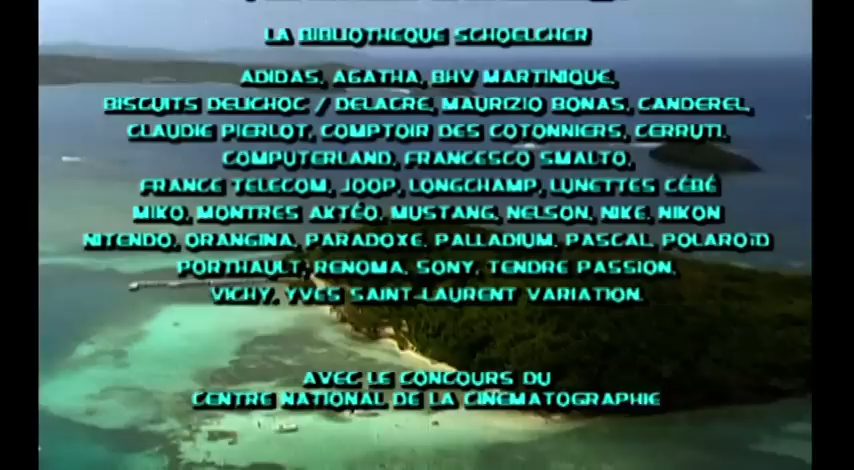 LA BIBLIOTHEQUE SCHOELCHER
ADIDAS, AGATHA, BHV MARTINIQUE,
BISCUITS DELICHOC / DELACRE, MAURIZIO BONAS, CANDEREL,
CLAUDIE PIERLOT, COMPTOIR DES COTONNIERS, CERRUTI,
COMPUTERLAND, FRANCESCO SMALTO,
FRANCE TELECOM, JOOP, LONGCHAMP, LUNETTES CÉBÉ
MIKO, MONTRES AKTÉO, MUSTANG, NELSON, NIKE, NIKON
NITENDO, ORANGINA, PARADOXE, PALLADIUM, PASCAL, POLAROïD
PORTHAULT, RENOMA, SONY, TENDRE PASSION,
VICHY, YVES SAINT-LAURENT VARIATION.
AVEC LE CONCOURS DU
CENTRE NATIONAL DE LA CINEMATOGRAPHIE